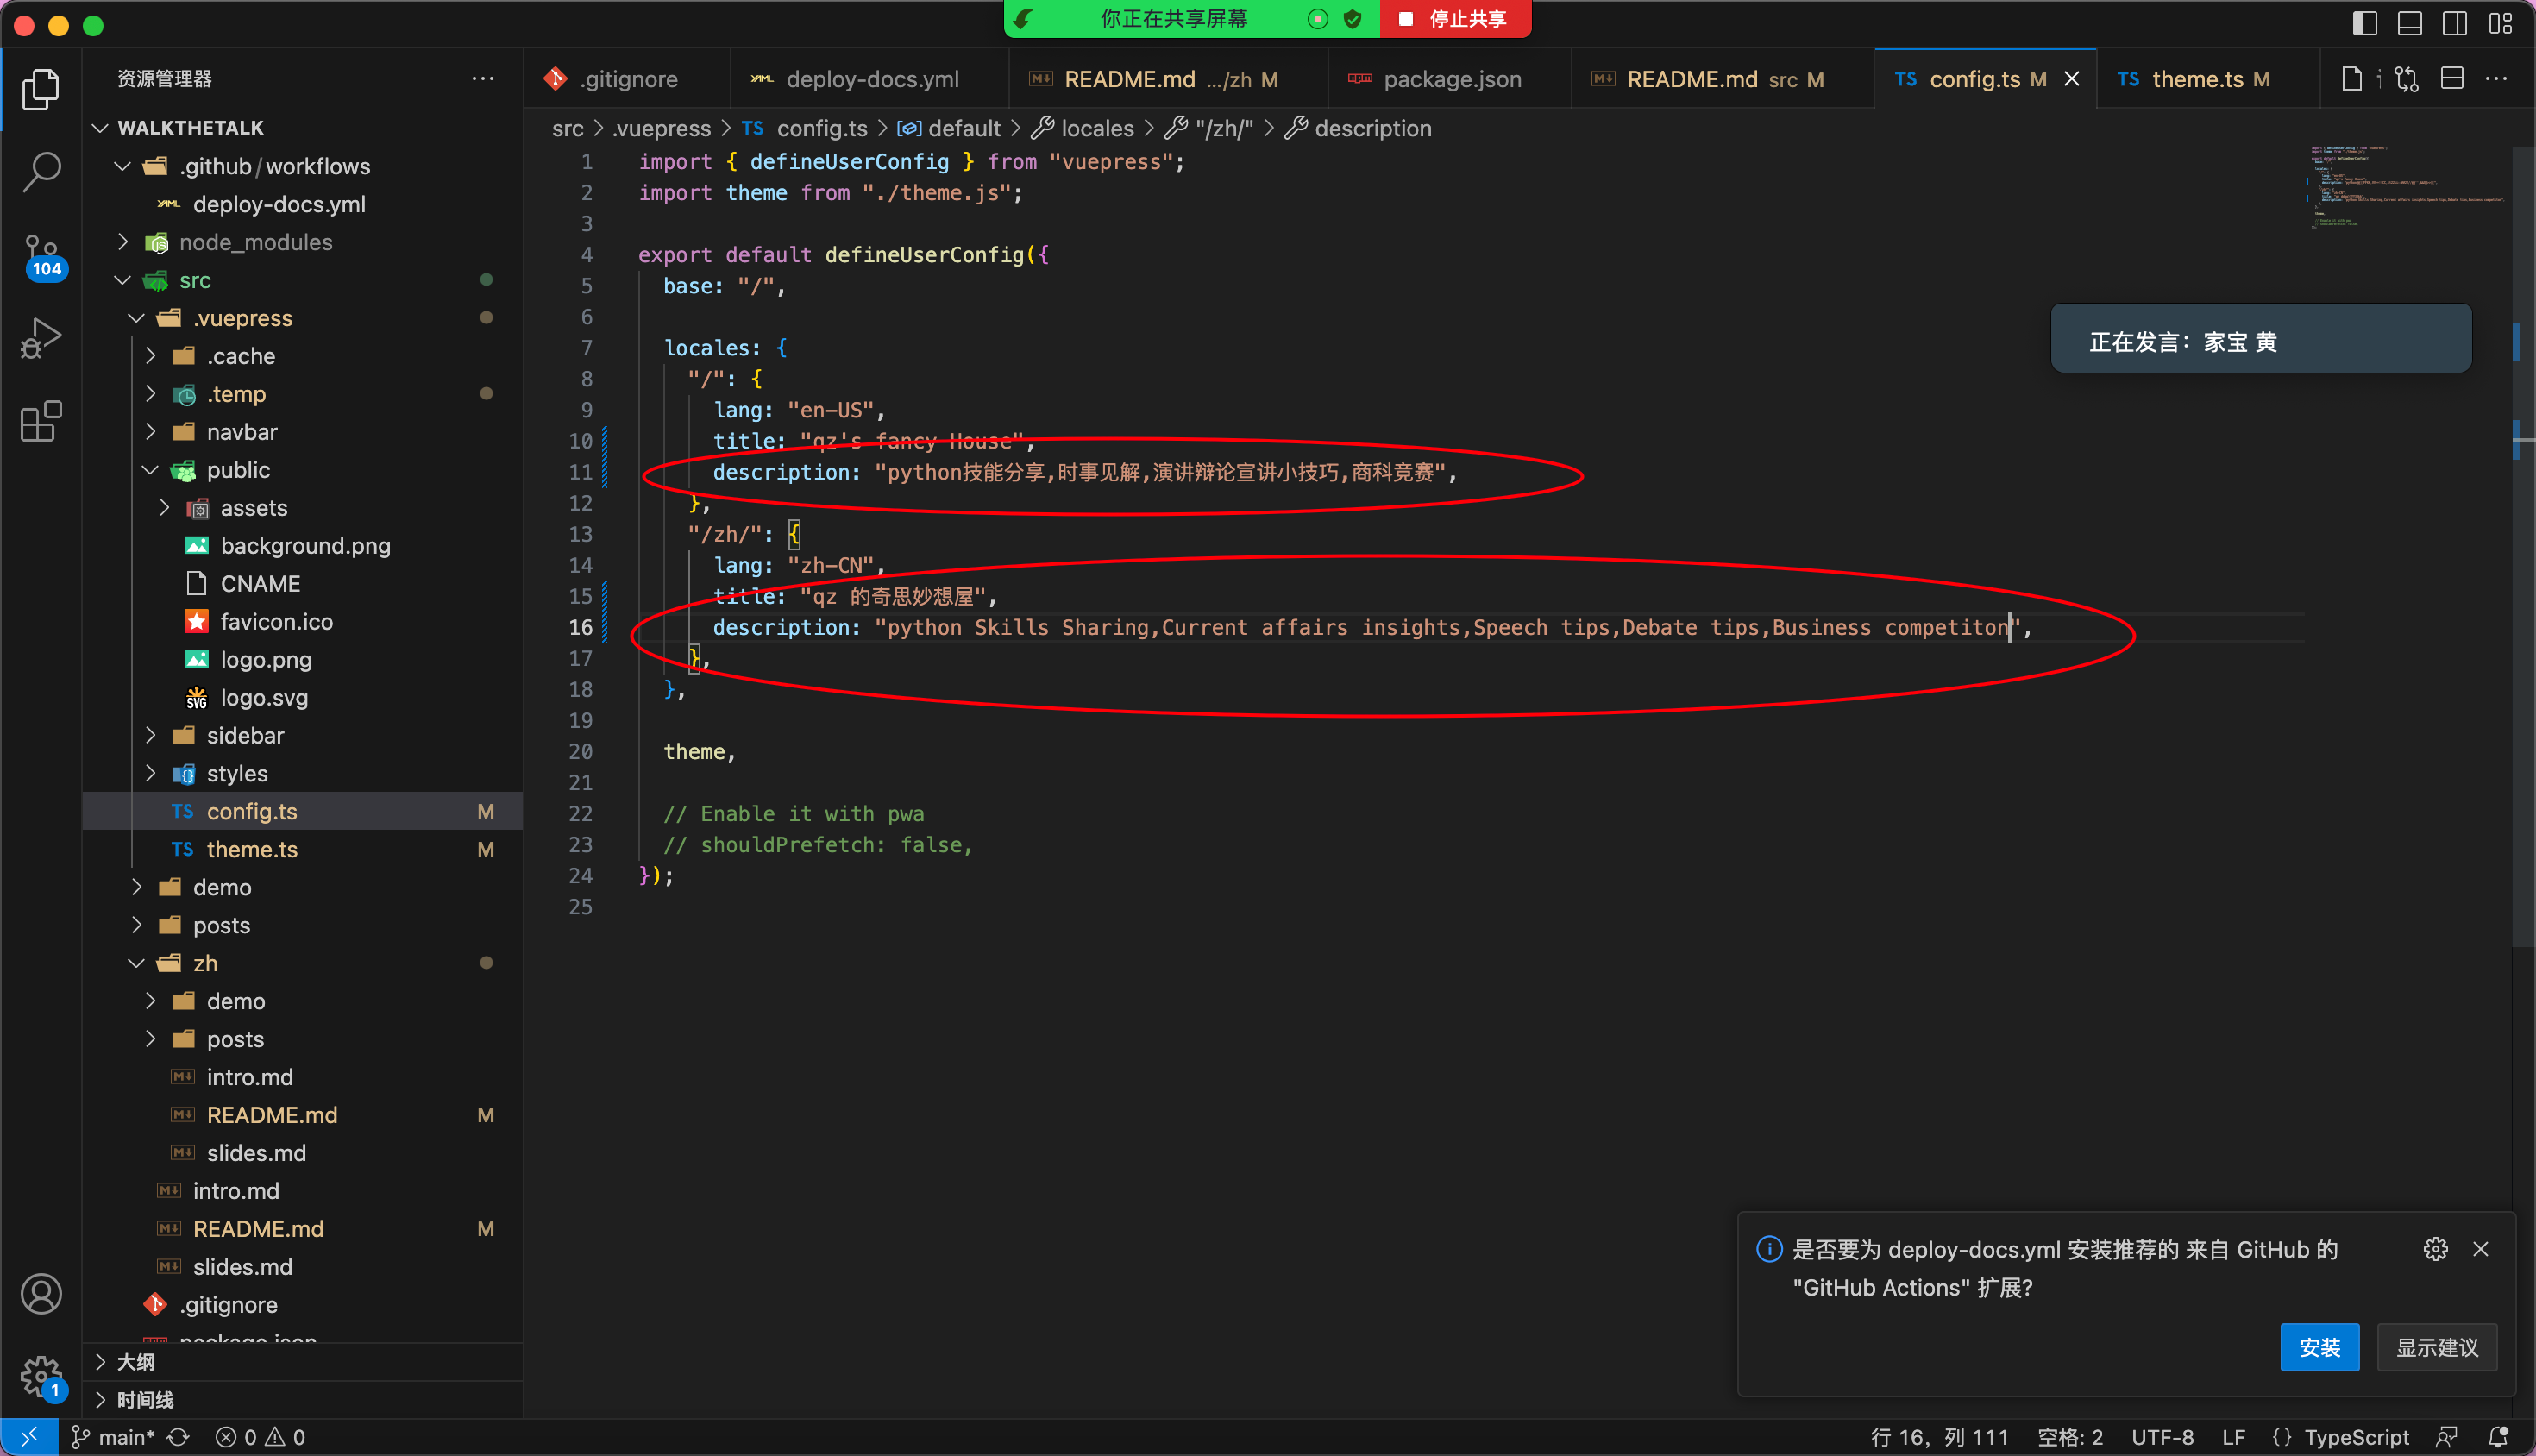 你正在共享屏幕
停止共享
资源管理器
.gitignore
deploy-docs.yml
README.md .../zh M
package.json
README.md src M
TS config.ts M
TS theme.ts M
src > .vuepress > TS config.ts > default > locales > "/zh/" > description
WALKTHETALK
.github/workflows
deploy-docs.yml
node_modules
src
.vuepress
.cache
.temp
navbar
public
assets
background.png
CNAME
favicon.ico
logo.png
SVG logo.svg
sidebar
styles
TS config.ts M
TS theme.ts M
demo
posts
zh
demo
posts
intro.md
README.md M
slides.md
intro.md
README.md M
slides.md
.gitignore
package.json
大纲
时间线
104
1
1 import { defineUserConfig } from "vuepress";
2 import theme from "./theme.js";
3
4 export default defineUserConfig({
5 base: "/",
6
7 locales: {
8 "/": {
9 lang: "en-US",
10 title: "qz's fancy House",
11 description: "python技能分享,时事见解,演讲辩论宣讲小技巧,商科竞赛",
12 },
13 "/zh/": {
14 lang: "zh-CN",
15 title: "qz 的奇思妙想屋",
16 description: "python Skills Sharing,Current affairs insights,Speech tips,Debate tips,Business competiton",
17 },
18 },
19
20 theme,
21
22 // Enable it with pwa
23 // shouldPrefetch: false,
24 });
25
正在发言: 家宝 黄
是否要为 deploy-docs.yml 安装推荐的 来自 GitHub 的
"GitHub Actions" 扩展?
安装
显示建议
main*
0 0
行 16, 列 111
空格: 2
UTF-8
LF
{} TypeScript